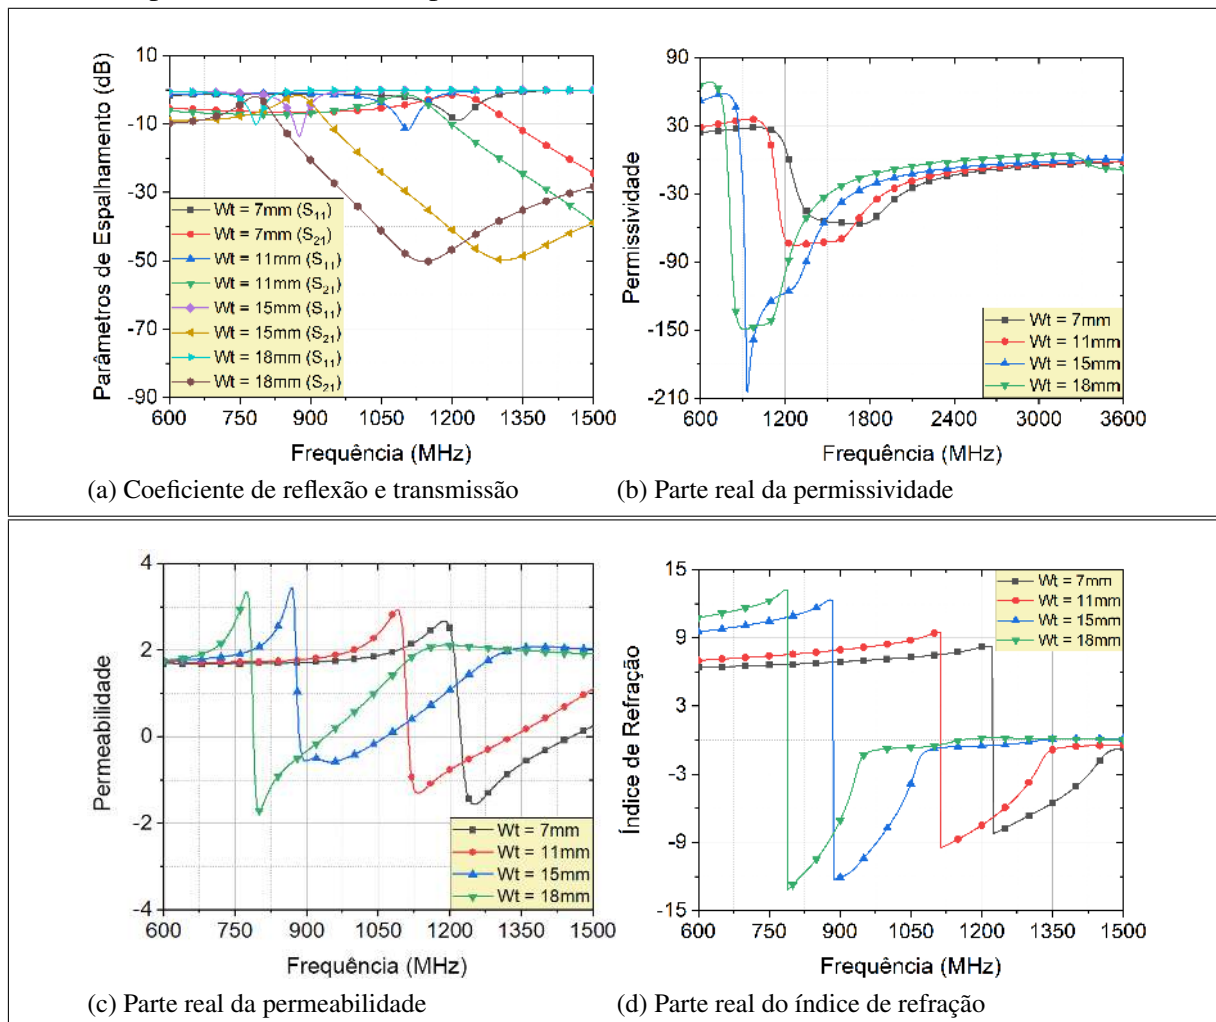 10
-10
-30
-50
-70
-90
Parâmetros de Espalhamento (dB)
Wt = 7mm (S11)
Wt = 7mm (S21)
Wt = 11mm (S11)
Wt = 11mm (S21)
Wt = 15mm (S11)
Wt = 15mm (S21)
Wt = 18mm (S11)
Wt = 18mm (S21)
600 750 900 1050 1200 1350 1500
Frequência (MHz)
(a) Coeficiente de reflexão e transmissão
90
30
-30
-90
-150
-210
Permissividade
Wt = 7mm
Wt = 11mm
Wt = 15mm
Wt = 18mm
600 1200 1800 2400 3000 3600
Frequência (MHz)
(b) Parte real da permissividade
4
2
0
-2
-4
Permeabilidade
Wt = 7mm
Wt = 11mm
Wt = 15mm
Wt = 18mm
600 750 900 1050 1200 1350 1500
Frequência (MHz)
(c) Parte real da permeabilidade
15
9
3
-3
-9
-15
Índice de Refração
Wt = 7mm
Wt = 11mm
Wt = 15mm
Wt = 18mm
600 750 900 1050 1200 1350 1500
Frequência (MHz)
(d) Parte real do índice de refração